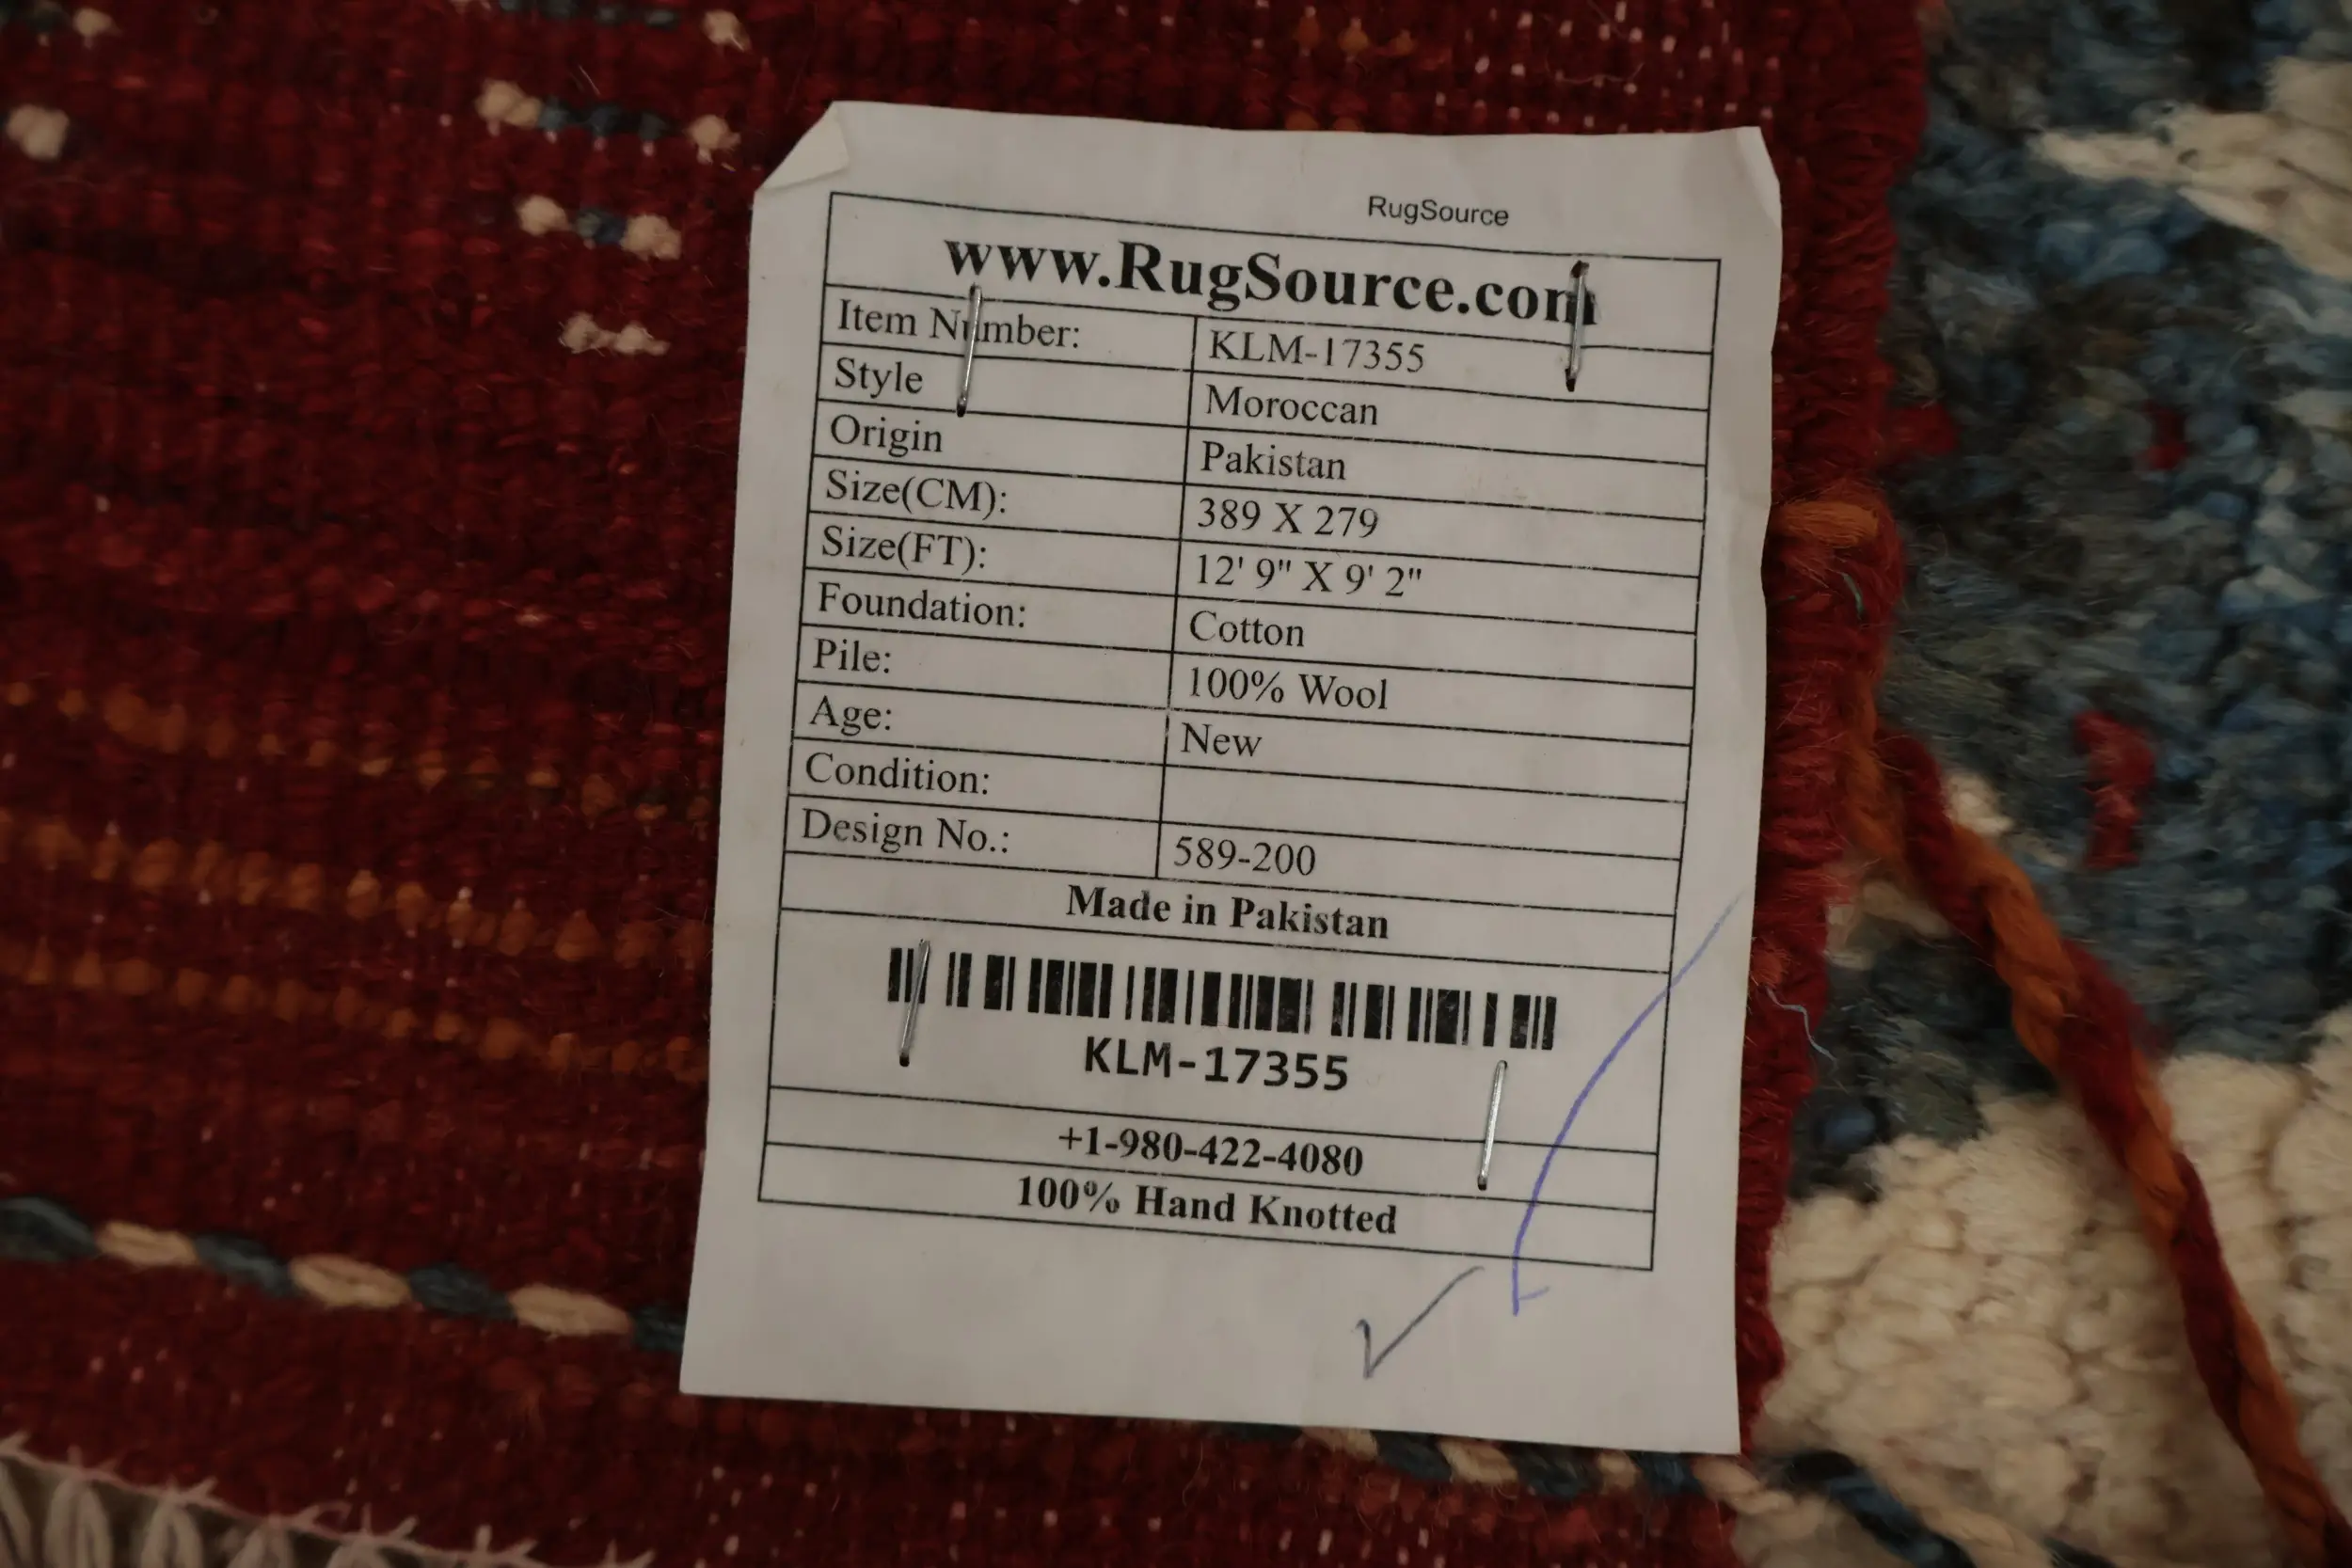 RugSource
www.RugSource.com
Item Number: KLM-17355
Style Moroccan
Origin Pakistan
Size(CM): 389 X 279
Size(FT): 12' 9" X 9' 2"
Foundation: Cotton
Pile: 100% Wool
Age: New
Condition:
Design No.: 589-200
Made in Pakistan
KLM-17355
+1-980-422-4080
100% Hand Knotted